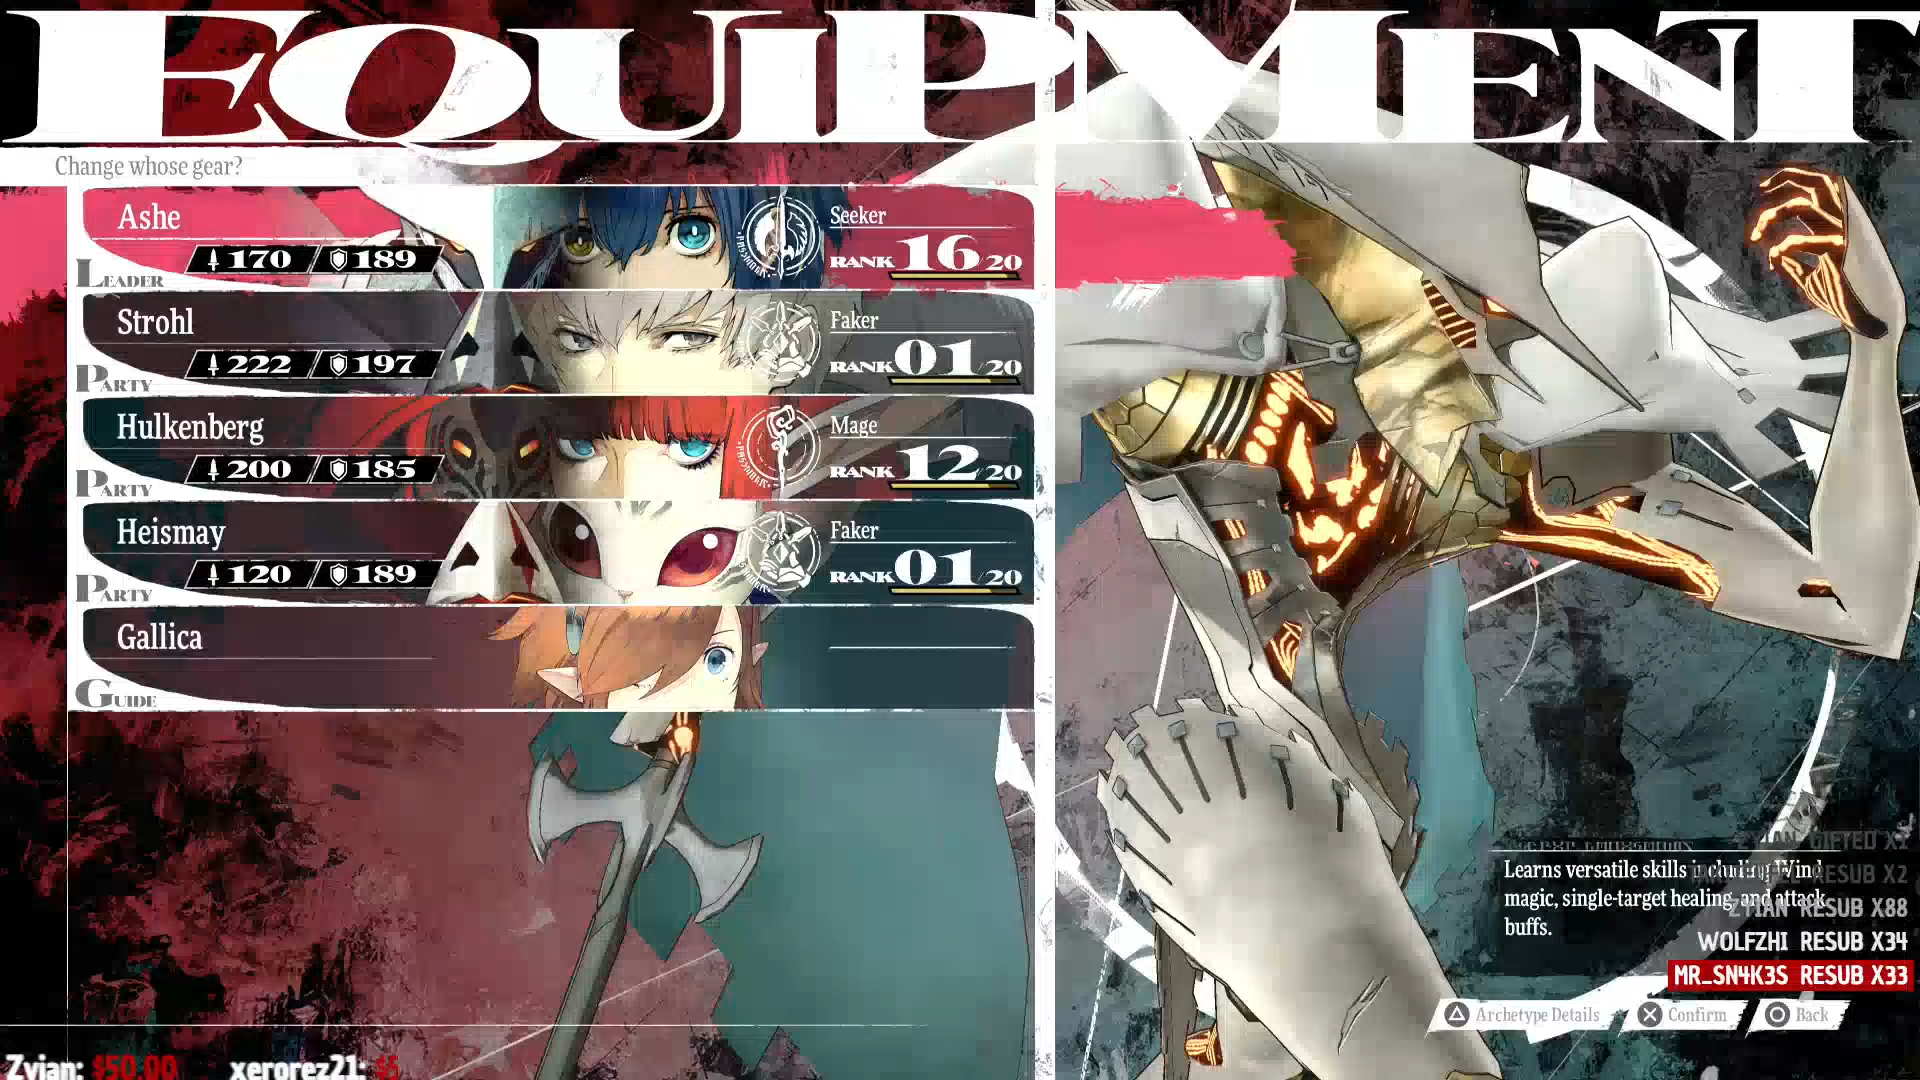 EQUIPMENT
Change whose gear?
Ashe
170 189
LEADER
Seeker
RANK 16/20
Strohl
222 197
PARTY
Faker
RANK 01/20
Hulkenberg
200 185
PARTY
Mage
RANK 12/20
Heismay
120 189
PARTY
Faker
RANK 01/20
Gallica
GUIDE
Learns versatile skills including Wind
magic, single-target healing, and attack
buffs.
GIFTED X1
RESUB X2
ZYIAN RESUB X88
WOLFZHI RESUB X34
MR_SN4K3S RESUB X33
Archetype Details
Confirm
Back
Zyian: $50.00 xerorez21: $5